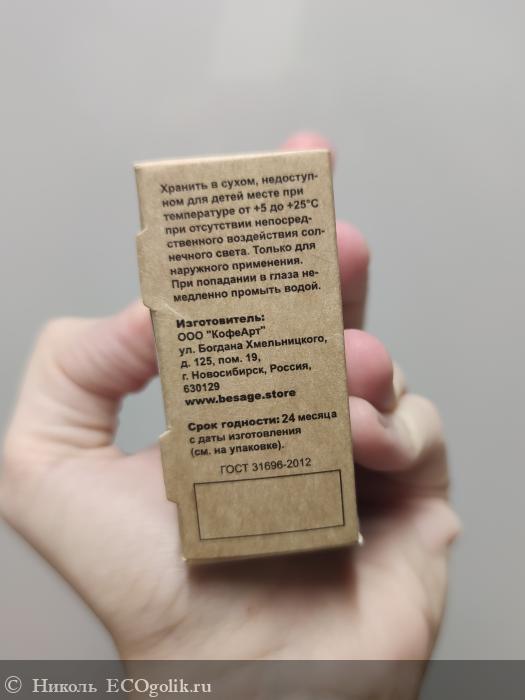 Хранить в сухом, недоступ-
ном для детей месте при
температуре от +5 до +25°С
при отсутствии непосред-
ственного воздействия сол-
нечного света. Только для
наружного применения.
При попадании в глаза не-
медленно промыть водой.
Изготовитель:
ООО "КофеАрт"
ул. Богдана Хмельницкого,
д. 125, пом. 19,
г. Новосибирск, Россия,
630129
www.besage.store
Срок годности: 24 месяца
с даты изготовления
(см. на упаковке).
ГОСТ 31696-2012
© Николь ECOgolik.ru